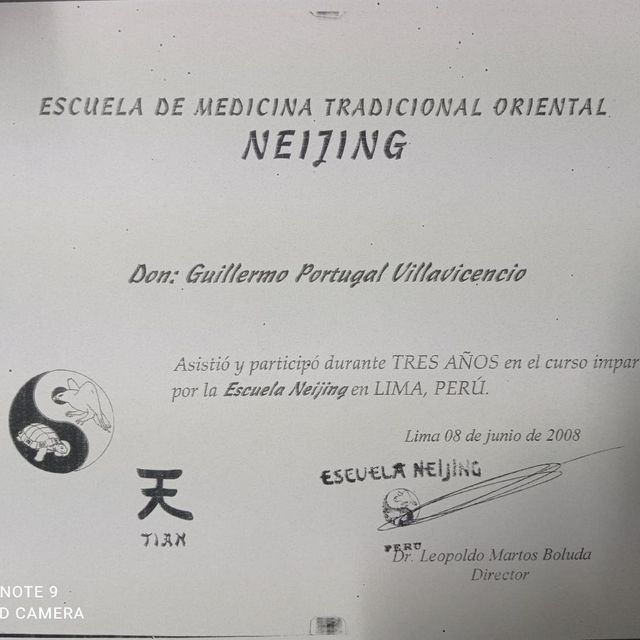 ESCUELA DE MEDICINA TRADICIONAL ORIENTAL
NEIJING
Don: Guillermo Portugal Villavicencio
Asistió y participó durante TRES AÑOS en el curso impar
por la Escuela Neijing en LIMA, PERÚ.
Lima 08 de junio de 2008
ESCUELA NEIJING
天
TIAN
PERU
Dr. Leopoldo Martos Boluda
Director
NOTE 9
D CAMERA